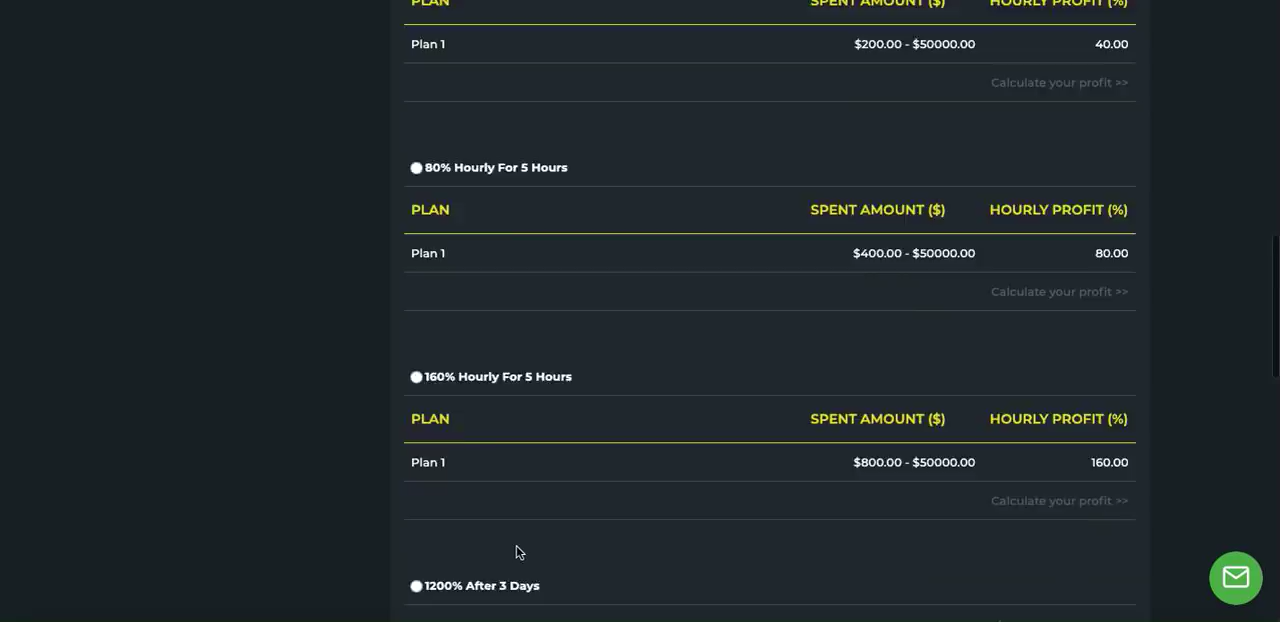 PLAN SPENT AMOUNT ($) HOURLY PROFIT (%)
Plan 1 $200.00 - $50000.00 40.00
Calculate your profit >>
80% Hourly For 5 Hours
PLAN SPENT AMOUNT ($) HOURLY PROFIT (%)
Plan 1 $400.00 - $50000.00 80.00
Calculate your profit >>
160% Hourly For 5 Hours
PLAN SPENT AMOUNT ($) HOURLY PROFIT (%)
Plan 1 $800.00 - $50000.00 160.00
Calculate your profit >>
1200% After 3 Days